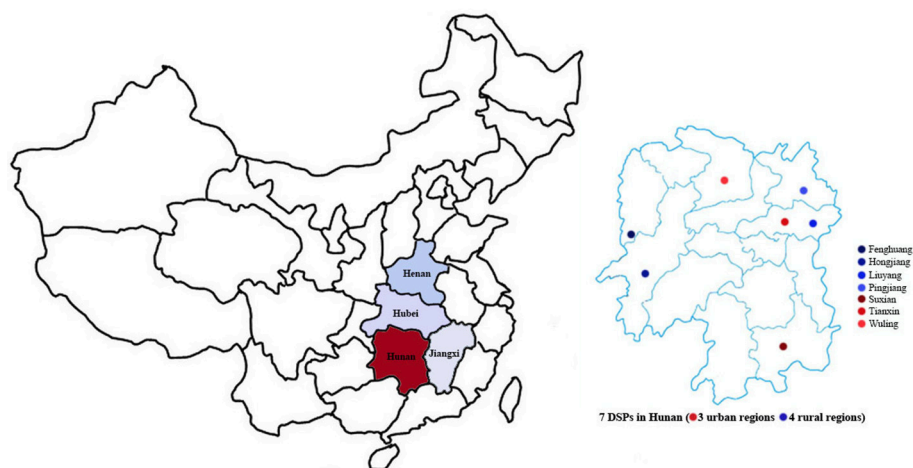 Henan
Hubei
Hunan
Jiangxi
Fenghuang
Hongjiang
Liuyang
Pingjiang
Suxian
Tianxin
Wuling
7 DSPs in Hunan (3 urban regions 4 rural regions)